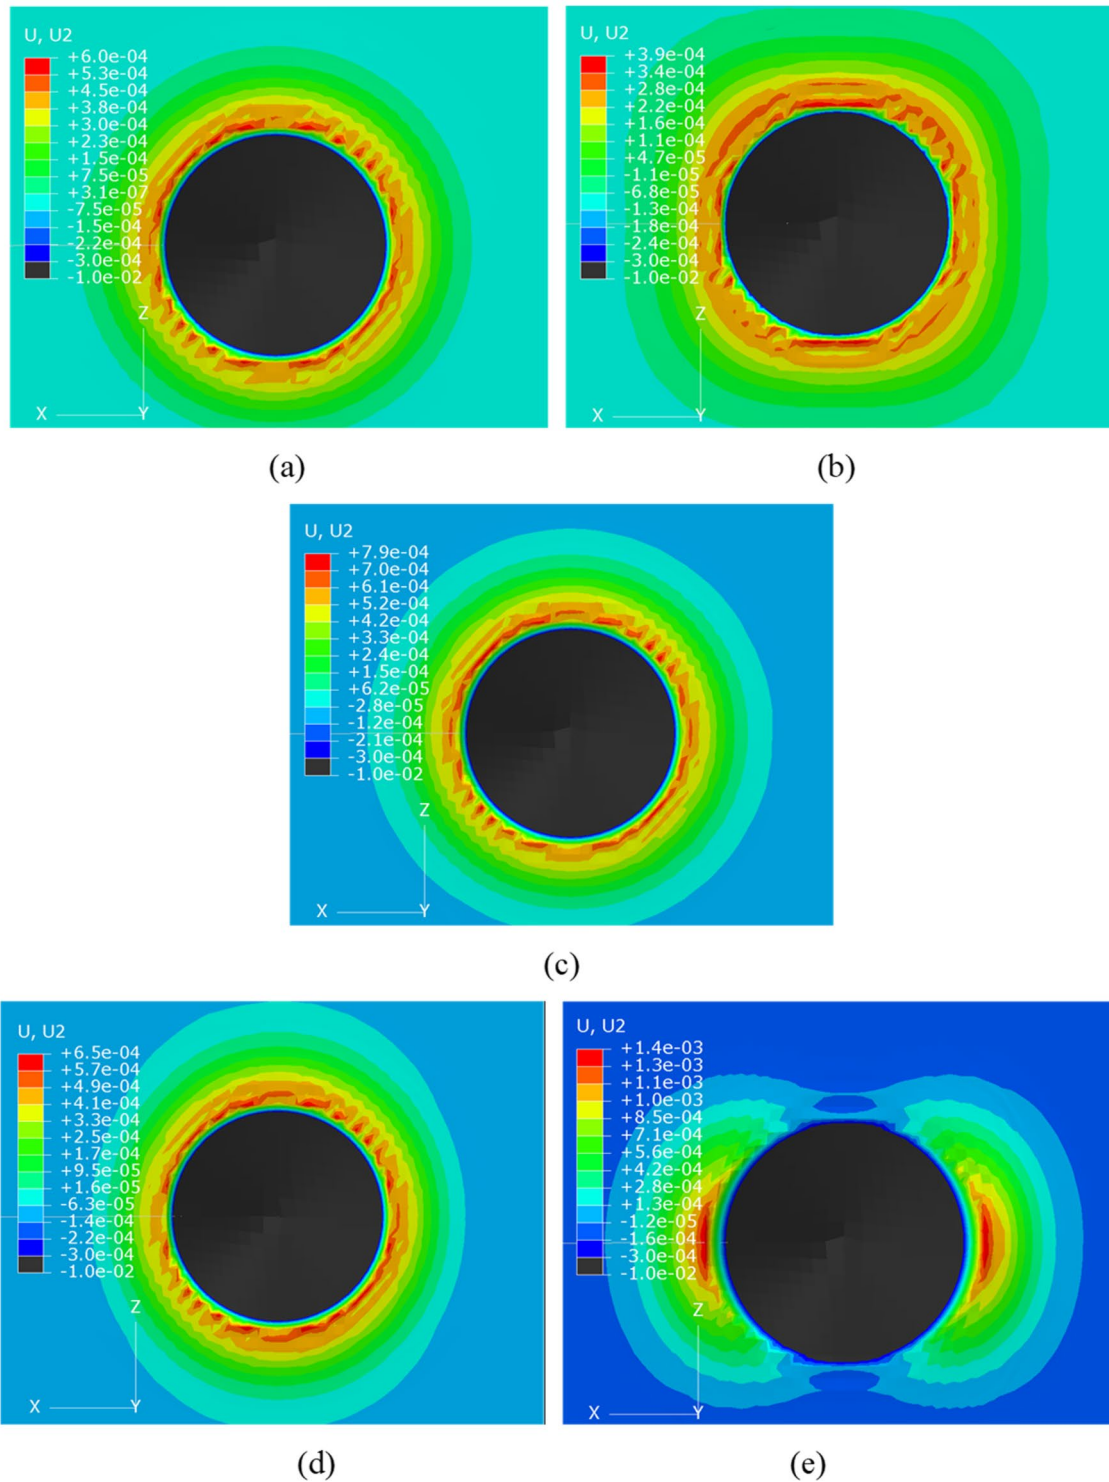 U, U2
+6.0e-04
+5.3e-04
+4.5e-04
+3.8e-04
+3.0e-04
+2.3e-04
+1.5e-04
+7.5e-05
+3.1e-07
-7.5e-05
-1.5e-04
-2.2e-04
-3.0e-04
-1.0e-02
Z
X
Y
(a)
U, U2
+3.9e-04
+3.4e-04
+2.8e-04
+2.2e-04
+1.6e-04
+1.1e-04
+4.7e-05
-1.1e-05
-6.8e-05
-1.3e-04
-1.8e-04
-2.4e-04
-3.0e-04
-1.0e-02
Z
X
Y
(b)
U, U2
+7.9e-04
+7.0e-04
+6.1e-04
+5.2e-04
+4.2e-04
+3.3e-04
+2.4e-04
+1.5e-04
+6.2e-05
-2.8e-05
-1.2e-04
-2.1e-04
-3.0e-04
-1.0e-02
Z
X
Y
(c)
U, U2
+6.5e-04
+5.7e-04
+4.9e-04
+4.1e-04
+3.3e-04
+2.5e-04
+1.7e-04
+9.5e-05
+1.6e-05
-6.3e-05
-1.4e-04
-2.2e-04
-3.0e-04
-1.0e-02
Z
X
Y
(d)
U, U2
+1.4e-03
+1.3e-03
+1.1e-03
+1.0e-03
+8.5e-04
+7.1e-04
+5.6e-04
+4.2e-04
+2.8e-04
+1.3e-04
-1.2e-05
-1.6e-04
-3.0e-04
-1.0e-02
Z
X
Y
(e)